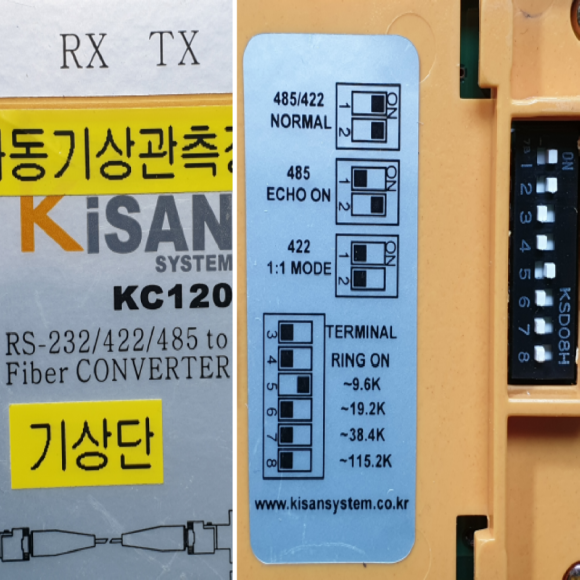 RX TX
동기상관측
KiSAN
SYSTEM
KC120
RS-232/422/485 to
Fiber CONVERTER
기상단
485/422
NORMAL
ON
1
2
485
ECHO ON
ON
1
2
422
1:1 MODE
ON
1
2
3 TERMINAL
4 RING ON
5 ~9.6K
6 ~19.2K
7 ~38.4K
8 ~115.2K
www.kisansystem.co.kr
ON
1 2 3 4 5 6 7 8
KSD08H